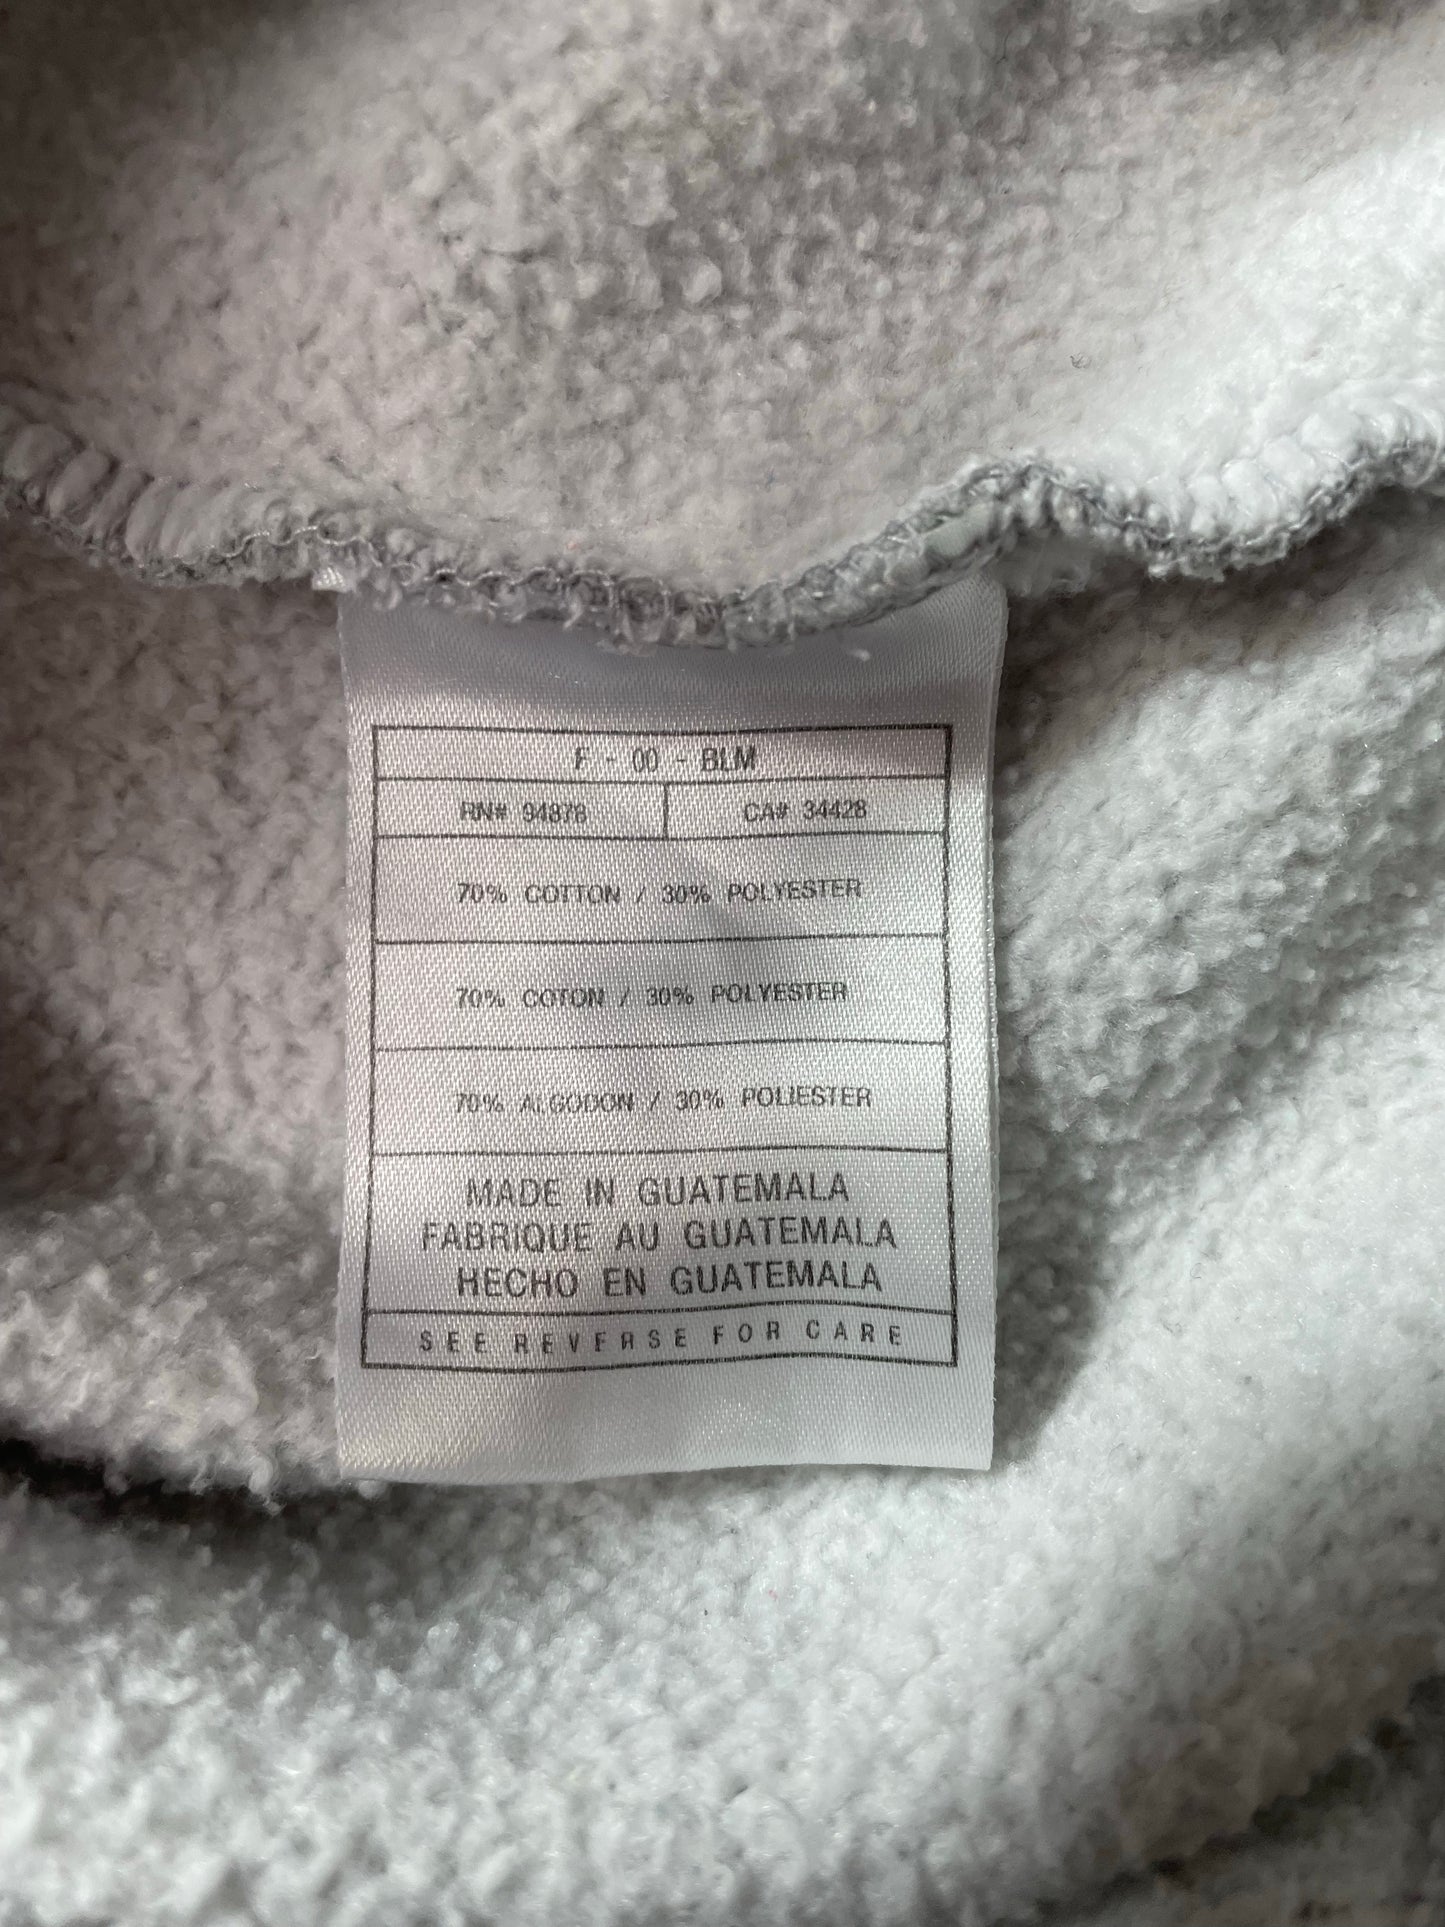 F - 00 - BLM
RN# 94878 CA# 34428
70% COTTON / 30% POLYESTER
70% COTON / 30% POLYESTER
70% ALGODON / 30% POLIESTER
MADE IN GUATEMALA
FABRIQUE AU GUATEMALA
HECHO EN GUATEMALA
SEE REVERSE FOR CARE